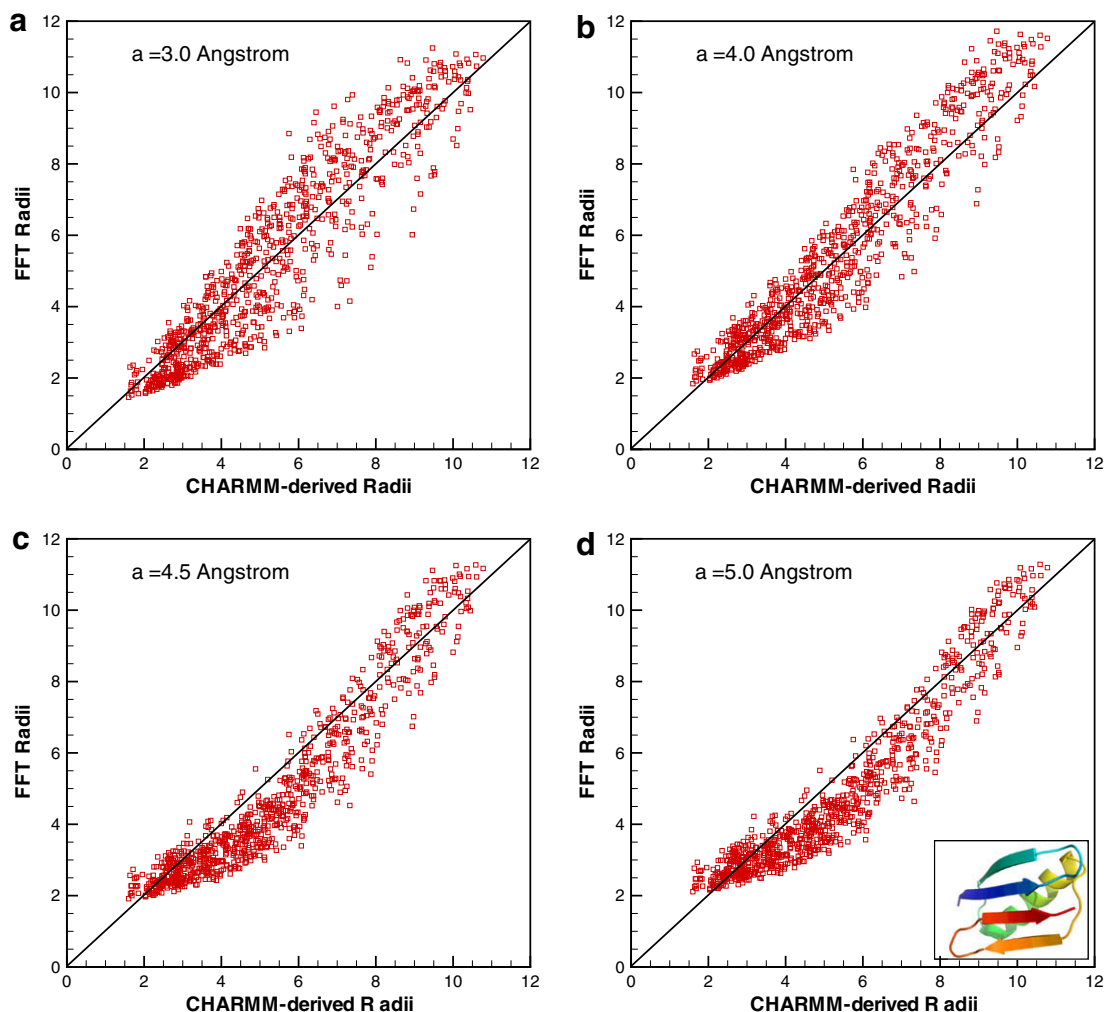 a
a =3.0 Angstrom
12
10
8
6
4
2
0
FFT Radii
0 2 4 6 8 10 12
CHARMM-derived Radii
b
a =4.0 Angstrom
12
10
8
6
4
2
0
FFT Radii
0 2 4 6 8 10 12
CHARMM-derived Radii
c
a =4.5 Angstrom
12
10
8
6
4
2
0
FFT Radii
0 2 4 6 8 10 12
CHARMM-derived R adii
d
a =5.0 Angstrom
12
10
8
6
4
2
0
FFT Radii
0 2 4 6 8 10 12
CHARMM-derived R adii